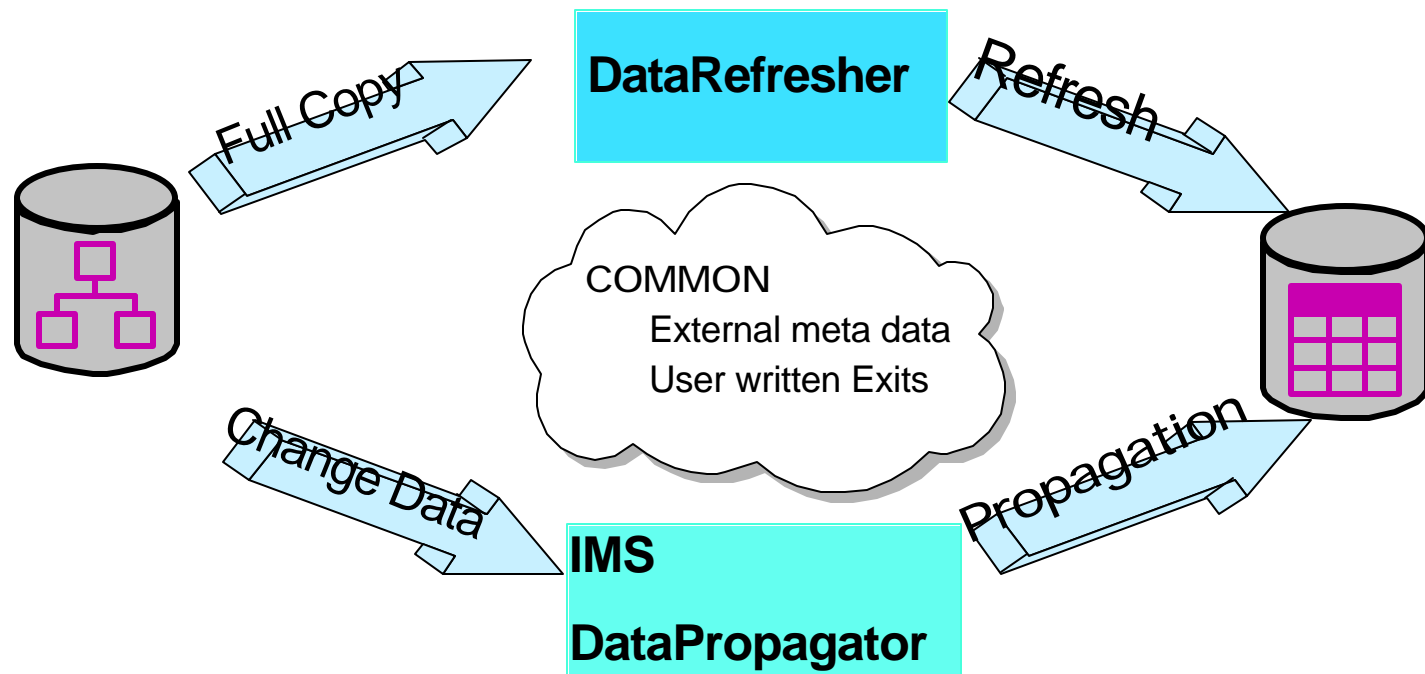 Full Copy
DataRefresher
Refresh
COMMON
External meta data
User written Exits
Change Data
Propagation
IMS
DataPropagator